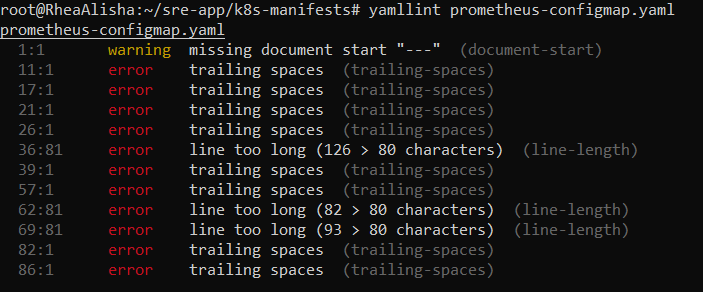 root@RheaAlisha:~/sre-app/k8s-manifests# yamllint prometheus-configmap.yaml
prometheus-configmap.yaml
1:1 warning missing document start "---" (document-start)
11:1 error trailing spaces (trailing-spaces)
17:1 error trailing spaces (trailing-spaces)
21:1 error trailing spaces (trailing-spaces)
26:1 error trailing spaces (trailing-spaces)
36:81 error line too long (126 > 80 characters) (line-length)
39:1 error trailing spaces (trailing-spaces)
57:1 error trailing spaces (trailing-spaces)
62:81 error line too long (82 > 80 characters) (line-length)
69:81 error line too long (93 > 80 characters) (line-length)
82:1 error trailing spaces (trailing-spaces)
86:1 error trailing spaces (trailing-spaces)